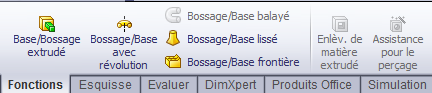 Base/Bossage
extrudé
Bossage/Base
avec
révolution
Bossage/Base balayé
Bossage/Base lissé
Bossage/Base frontière
Enlèv. de
matière
extrudé
Assistance
pour le
perçage
Fonctions Esquisse Evaluer DimXpert Produits Office Simulation